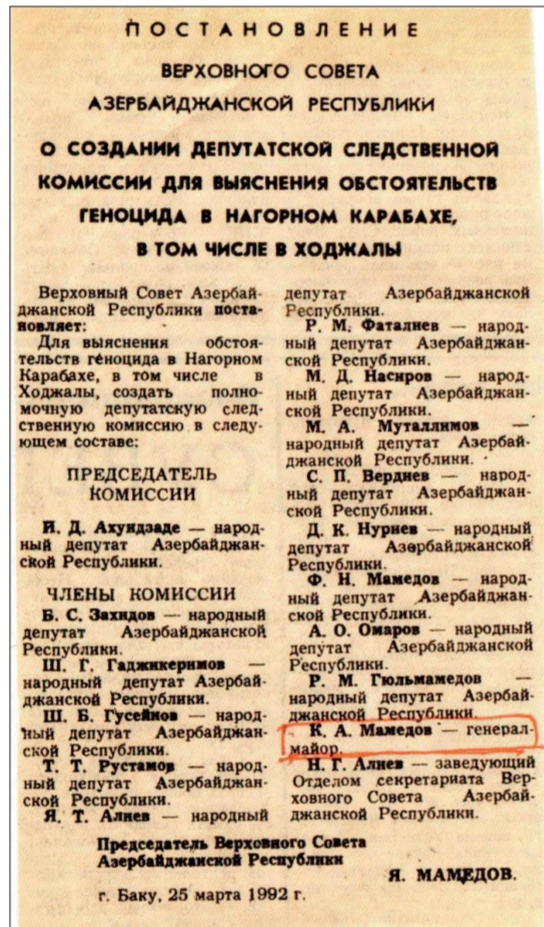 ПОСТАНОВЛЕНИЕ
ВЕРХОВНОГО СОВЕТА
АЗЕРБАЙДЖАНСКОЙ РЕСПУБЛИКИ
О СОЗДАНИИ ДЕПУТАТСКОЙ СЛЕДСТВЕННОЙ
КОМИССИИ ДЛЯ ВЫЯСНЕНИЯ ОБСТОЯТЕЛЬСТВ
ГЕНОЦИДА В НАГОРНОМ КАРАБАХЕ,
В ТОМ ЧИСЛЕ В ХОДЖАЛЫ
Верховный Совет Азербай-
джанской Республики поста-
новляет:
Для выяснения обстоя-
тельств геноцида в Нагорном
Карабахе, в том числе в
Ходжалы, создать полно-
мочную депутатскую след-
ственную комиссию в следу-
ющем составе:
ПРЕДСЕДАТЕЛЬ
КОМИССИИ
И. Д. Ахундзаде — народ-
ный депутат Азербайджан-
ской Республики.
ЧЛЕНЫ КОМИССИИ
Б. С. Захидов — народный
депутат Азербайджанской
Республики.
Ш. Г. Гаджикеримов —
народный депутат Азербай-
джанской Республики.
Ш. Б. Гусейнов — народ-
ный депутат Азербайджан-
ской Республики.
Т. Т. Рустамов — народ-
ный депутат Азербайджан-
ской Республики.
Я. Т. Алиев — народный
депутат Азербайджанской
Республики.
Р. М. Фаталиев — народ-
ный депутат Азербайджан-
ской Республики.
М. Д. Насиров — народ-
ный депутат Азербайджан-
ской Республики.
М. А. Муталлимов —
народный депутат Азербай-
джанской Республики.
С. П. Вердиев — народ-
ный депутат Азербайджан-
ской Республики.
Д. К. Нуриев — народный
депутат Азербайджанской
Республики.
Ф. Н. Мамедов — народ-
ный депутат Азербайджан-
ской Республики.
А. О. Омаров — народный
депутат Азербайджанской
Республики.
Р. М. Гюльмамедов —
народный депутат Азербай-
джанской Республики.
К. А. Мамедов — генерал-
майор.
Н. Г. Алиев — заведующий
Отделом секретариата Вер-
ховного Совета Азербай-
джанской Республики.
Председатель Верховного Совета
Азербайджанской Республики
Я. МАМЕДОВ.
г. Баку, 25 марта 1992 г.